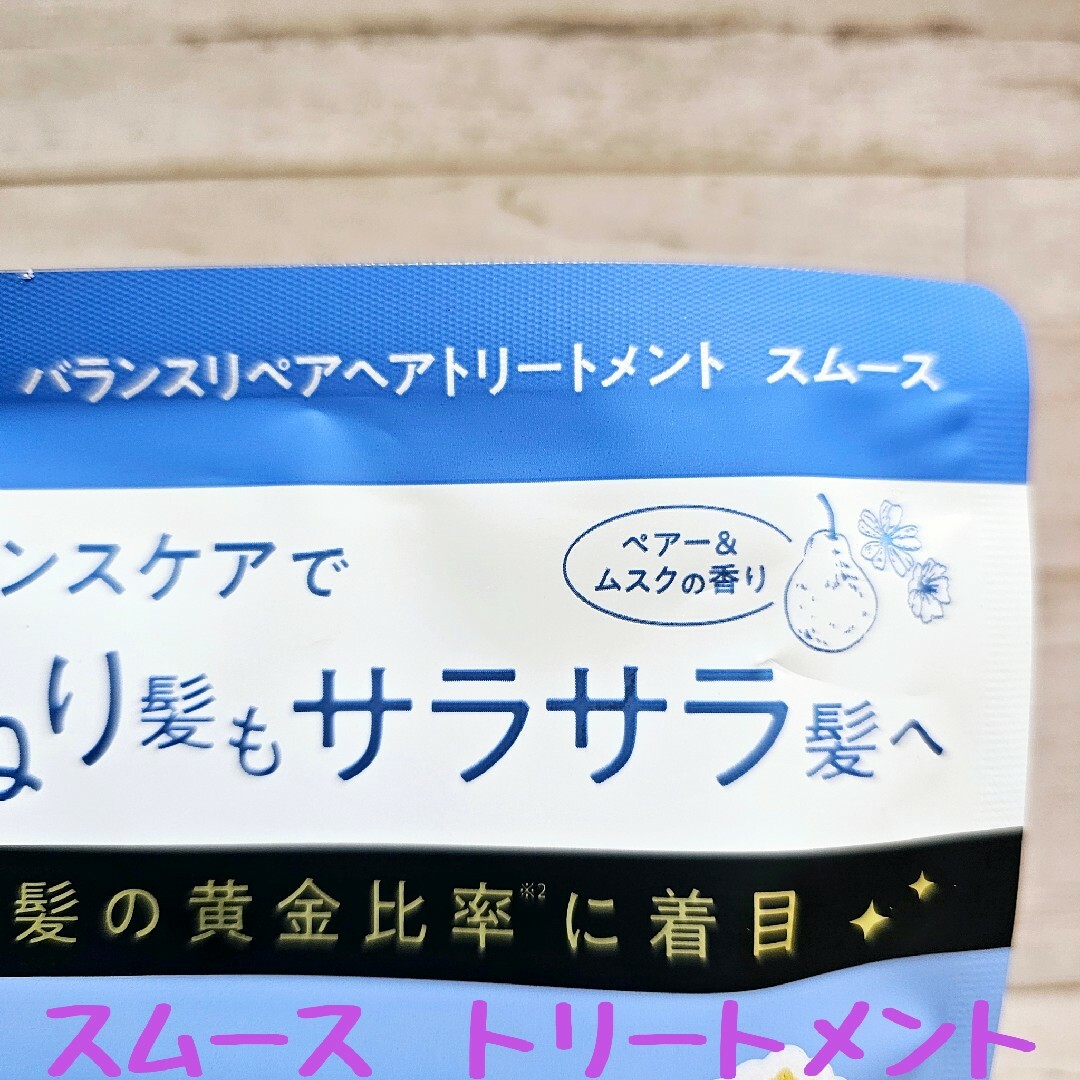 バランスリペアヘアトリートメント スムース
ンスケアで
ペアー&
ムスクの香り
ねり髪もサラサラ髪へ
髪の黄金比率※2に着目
スムース トリートメント